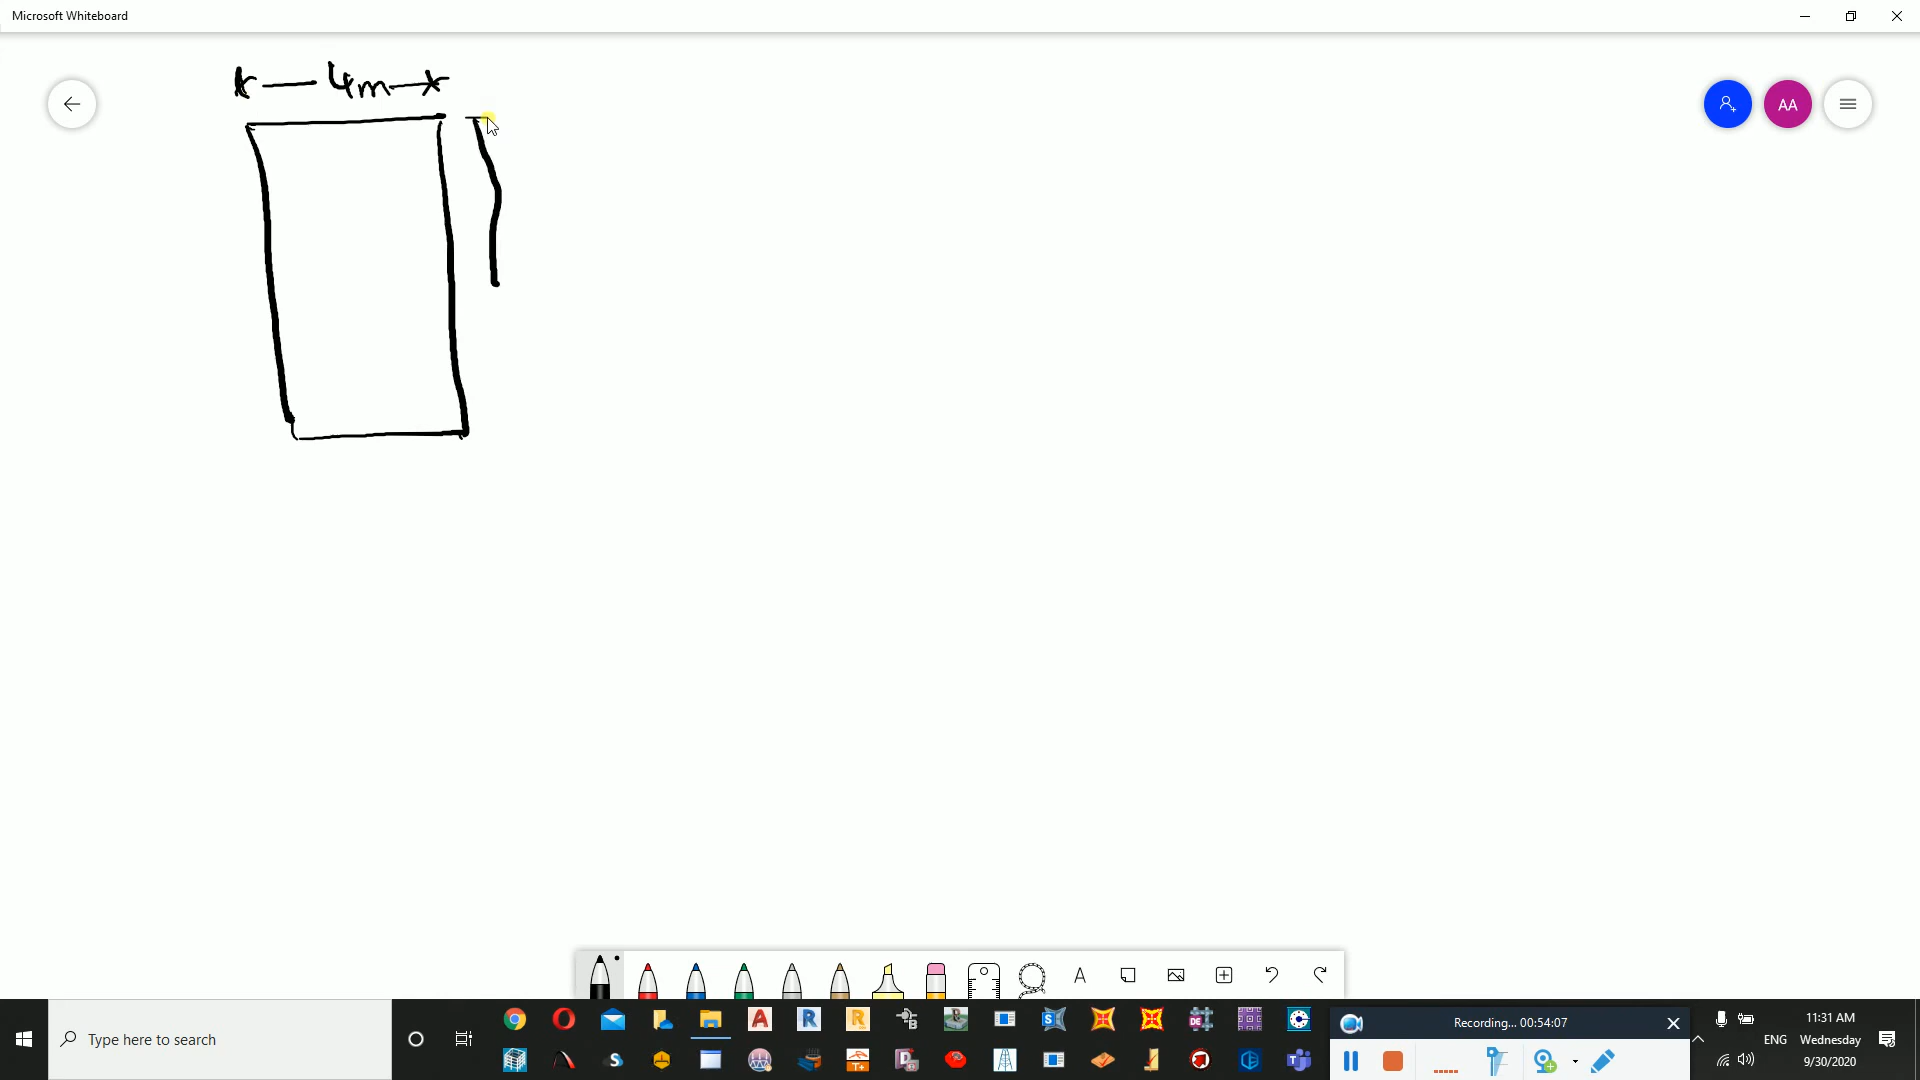 Microsoft Whiteboard
4m
AA
A
Type here to search
Recording... 00:54:07
11:31 AM
ENG Wednesday
9/30/2020